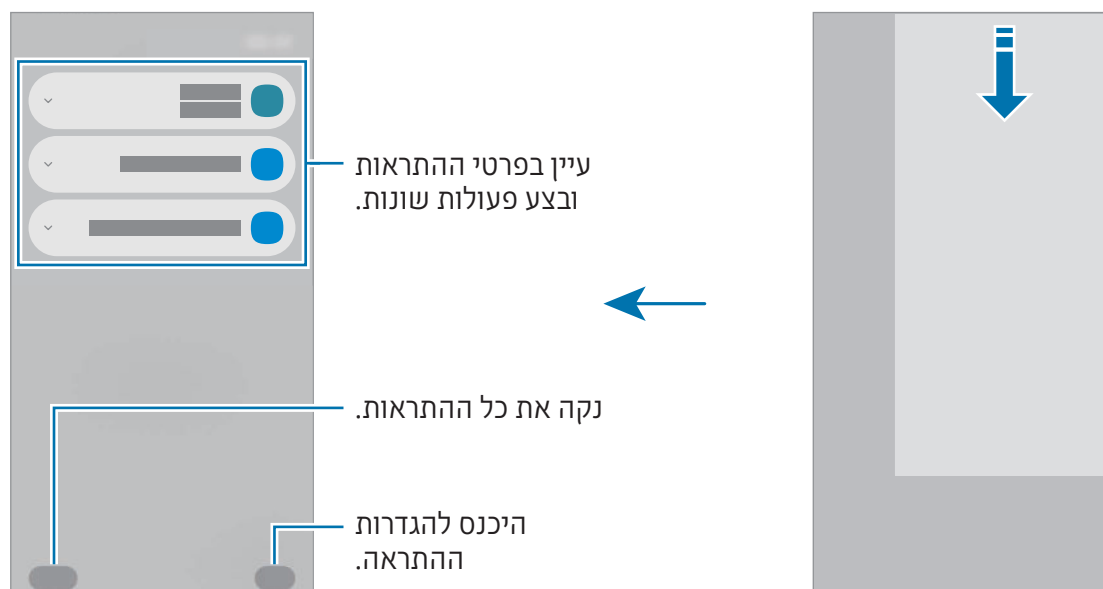 עיין בפרטי ההתראות
ובצע פעולות שונות.
נקה את כל ההתראות.
היכנס להגדרות
ההתראה.